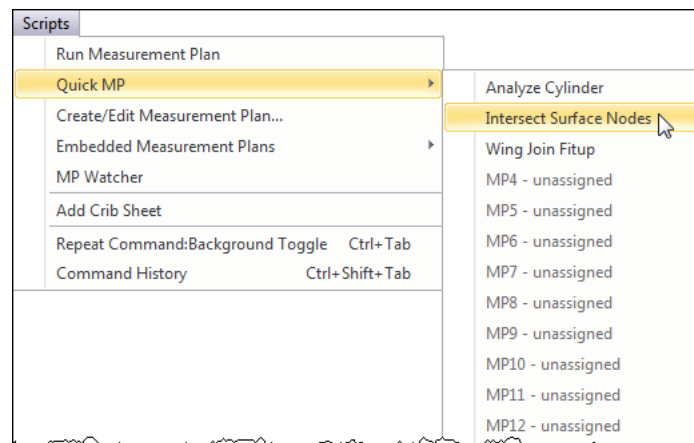 Scripts
Run Measurement Plan
Quick MP
Create/Edit Measurement Plan...
Embedded Measurement Plans
MP Watcher
Add Crib Sheet
Repeat Command:Background Toggle Ctrl+Tab
Command History Ctrl+Shift+Tab
Analyze Cylinder
Intersect Surface Nodes
Wing Join Fitup
MP4 - unassigned
MP5 - unassigned
MP6 - unassigned
MP7 - unassigned
MP8 - unassigned
MP9 - unassigned
MP10 - unassigned
MP11 - unassigned
MP12 - unassigned